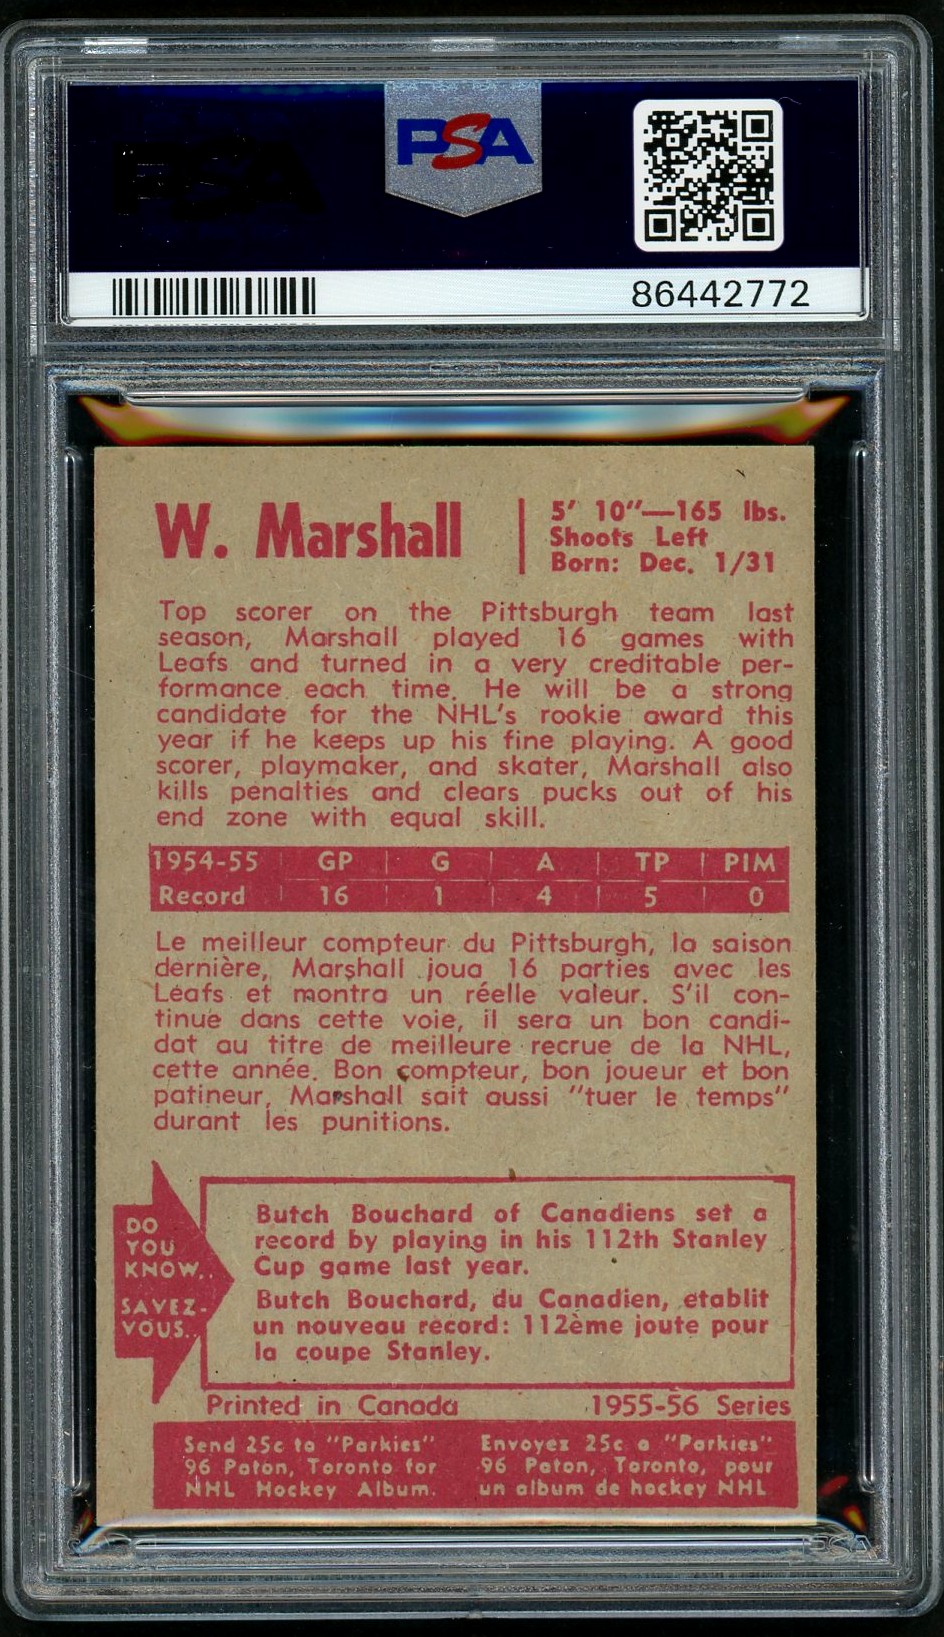 PSA
86442772
W. Marshall
5' 10"—165 lbs.
Shoots Left
Born: Dec. 1/31
Top scorer on the Pittsburgh team last
season, Marshall played 16 games with
Leafs and turned in a very creditable per-
formance each time. He will be a strong
candidate for the NHL's rookie award this
year if he keeps up his fine playing. A good
scorer, playmaker, and skater, Marshall also
kills penalties and clears pucks out of his
end zone with equal skill.
1954-55 GP G A TP PIM
Record 16 1 4 5 0
Le meilleur compteur du Pittsburgh, la saison
dernière, Marshall joua 16 parties avec les
Leafs et montra un réelle valeur. S'il con-
tinue dans cette voie, il sera un bon candi-
dat au titre de meilleure recrue de la NHL,
cette année. Bon compteur, bon joueur et bon
patineur, Marshall sait aussi "tuer le temps"
durant les punitions.
DO
YOU
KNOW..
SAVEZ-
VOUS..
Butch Bouchard of Canadiens set a
record by playing in his 112th Stanley
Cup game last year.
Butch Bouchard, du Canadien, etablit
un nouveau record: 112ème joute pour
la coupe Stanley.
Printed in Canada 1955-56 Series
Send 25c to "Parkies"
96 Paton, Toronto for
NHL Hockey Album.
Envoyez 25c a "Parkies"
96 Paton, Toronto, pour
un album de hockey NHL
PSA